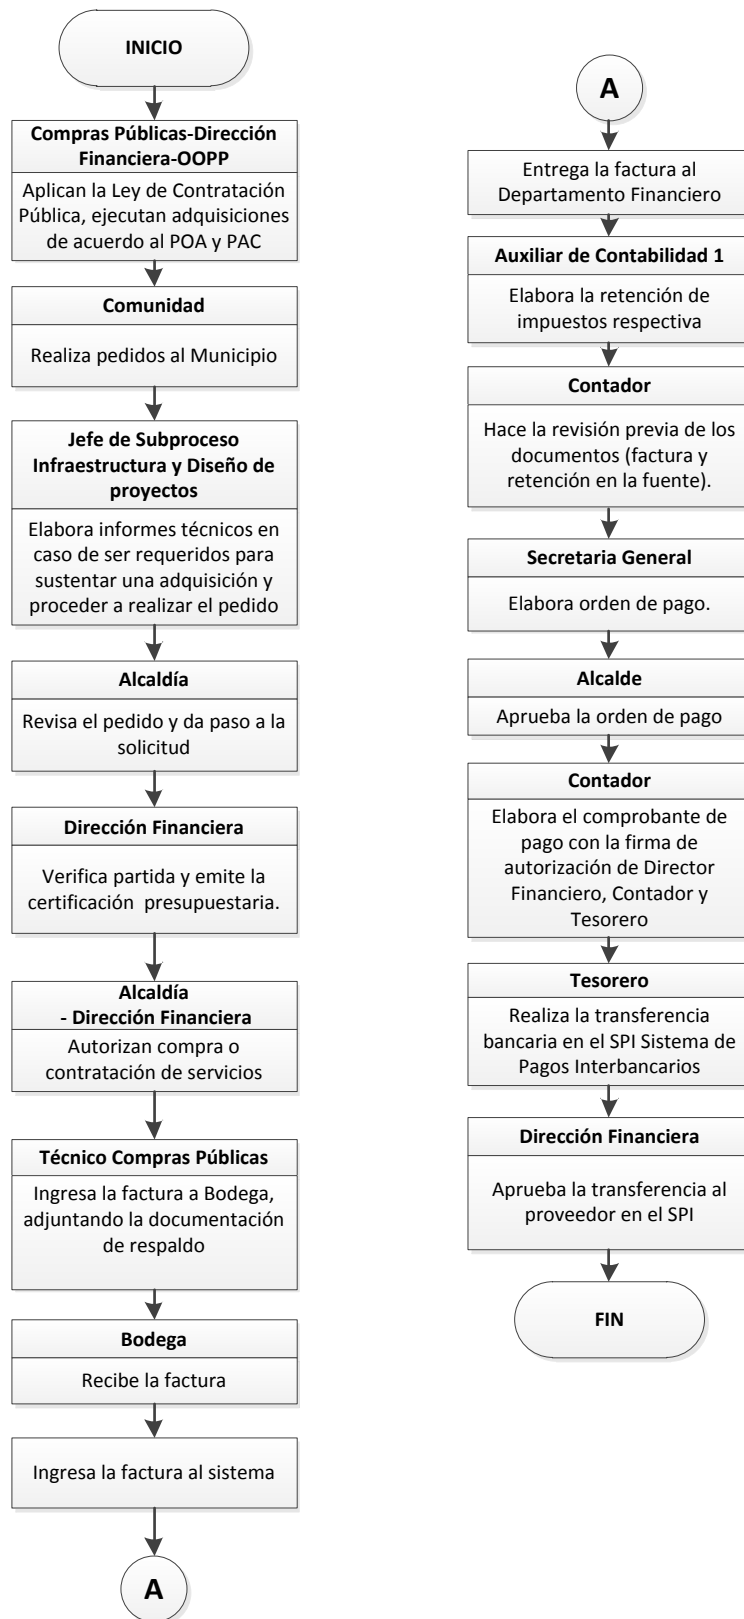 INICIO
Compras Públicas-Dirección
Financiera-OOPP
Aplican la Ley de Contratación
Pública, ejecutan adquisiciones
de acuerdo al POA y PAC
Comunidad
Realiza pedidos al Municipio
Jefe de Subproceso
Infraestructura y Diseño de
proyectos
Elabora informes técnicos en
caso de ser requeridos para
sustentar una adquisición y
proceder a realizar el pedido
Alcaldía
Revisa el pedido y da paso a la
solicitud
Dirección Financiera
Verifica partida y emite la
certificación presupuestaria.
Alcaldía
- Dirección Financiera
Autorizan compra o
contratación de servicios
Técnico Compras Públicas
Ingresa la factura a Bodega,
adjuntando la documentación
de respaldo
Bodega
Recibe la factura
Ingresa la factura al sistema
A
A
Entrega la factura al
Departamento Financiero
Auxiliar de Contabilidad 1
Elabora la retención de
impuestos respectiva
Contador
Hace la revisión previa de los
documentos (factura y
retención en la fuente).
Secretaria General
Elabora orden de pago.
Alcalde
Aprueba la orden de pago
Contador
Elabora el comprobante de
pago con la firma de
autorización de Director
Financiero, Contador y
Tesorero
Tesorero
Realiza la transferencia
bancaria en el SPI Sistema de
Pagos Interbancarios
Dirección Financiera
Aprueba la transferencia al
proveedor en el SPI
FIN